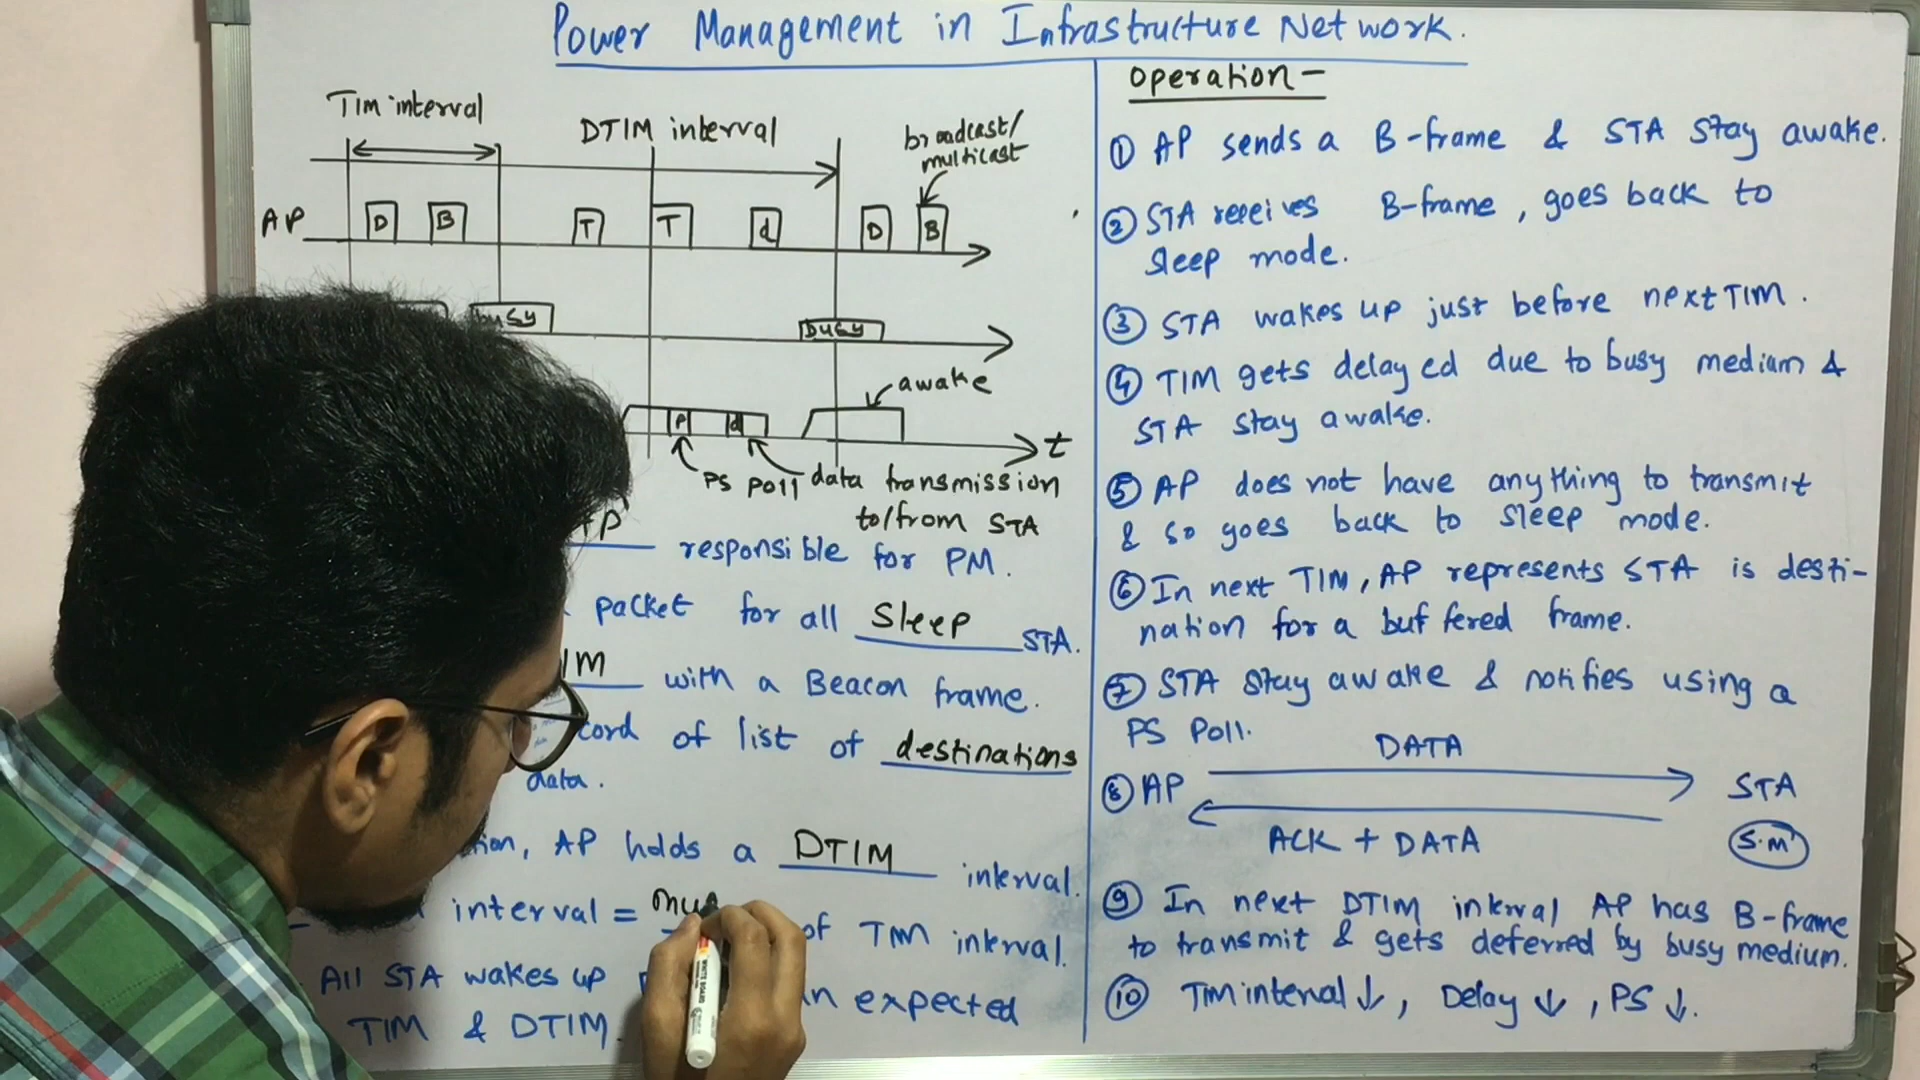 Power Management in Infrastructure Network.
TIM interval
DTIM interval
broadcast/
multicast
AP
D
B
T
T
d
D
B
busy
busy
awake
P
d
t
PS Poll
data transmission
to/from STA
responsible for PM.
packet for all Sleep STA.
with a Beacon frame.
of list of destinations
data.
AP holds a DTIM interval.
interval = of TIM interval.
All STA wakes up expected
TIM & DTIM.
operation-
① AP sends a B-frame & STA stay awake.
② STA receives B-frame, goes back to
sleep mode.
③ STA wakes up just before next TIM.
④ TIM gets delayed due to busy medium &
STA stay awake.
⑤ AP does not have anything to transmit
& so goes back to sleep mode.
⑥ In next TIM, AP represents STA is desti-
nation for a buffered frame.
⑦ STA stay awake & notifies using a
PS Poll.
DATA
⑧ AP STA
ACK + DATA
S.M
⑨ In next DTIM interval AP has B-frame
to transmit & gets deferred by busy medium.
⑩ TIM interval ↓, Delay ↓, PS ↓.